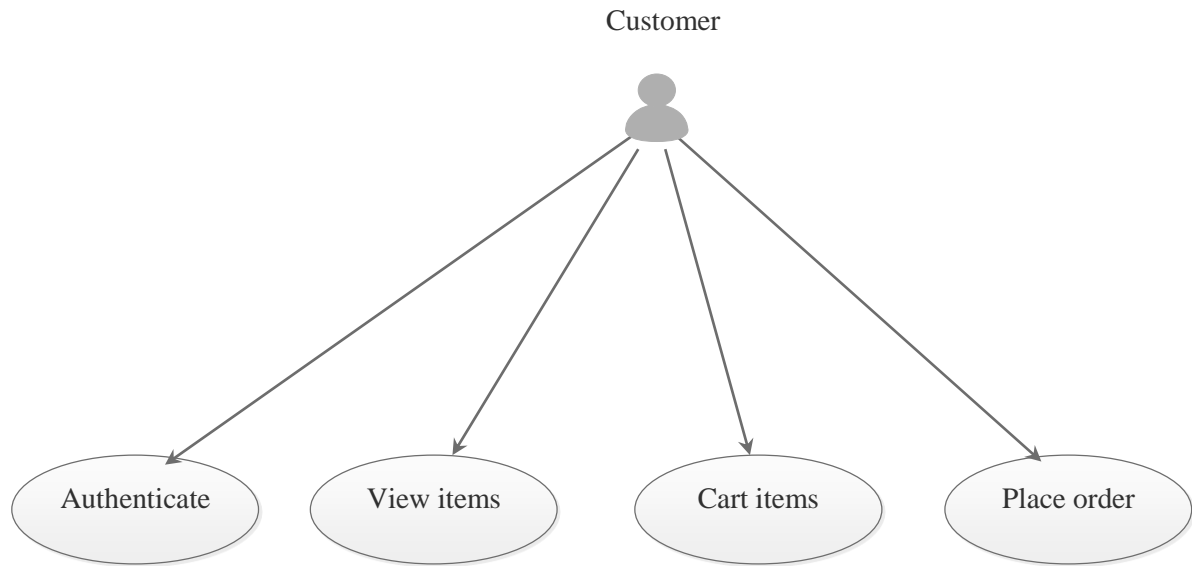 Customer
Authenticate
View items
Cart items
Place order